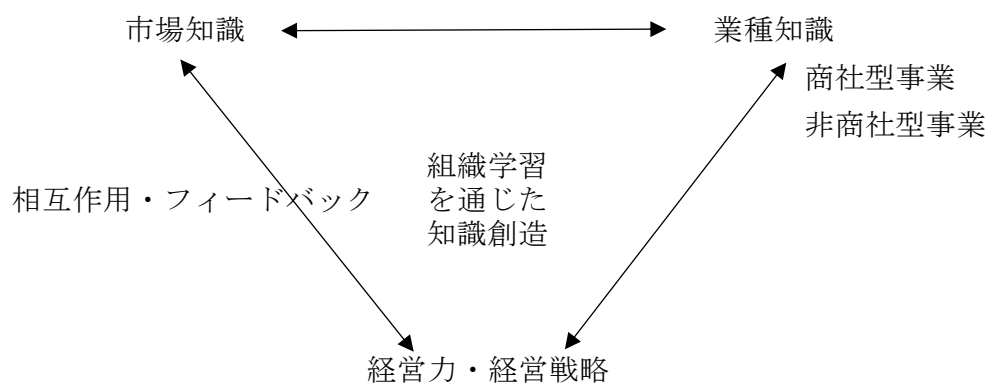 市場知識
業種知識
商社型事業
非商社型事業
組織学習
を通じた
知識創造
相互作用・フィードバック
経営力・経営戦略